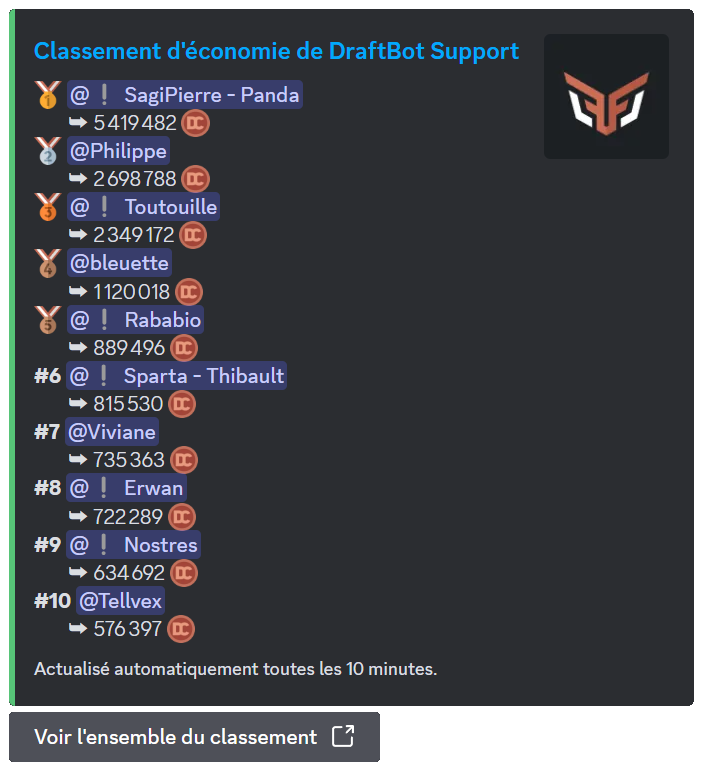 Classement d'économie de DraftBot Support
1 @❕ SagiPierre - Panda
➥ 5 419 482 DC
2 @Philippe
➥ 2 698 788 DC
3 @❕ Toutouille
➥ 2 349 172 DC
4 @bleuette
➥ 1 120 018 DC
5 @❕ Rababio
➥ 889 496 DC
#6 @❕ Sparta - Thibault
➥ 815 530 DC
#7 @Viviane
➥ 735 363 DC
#8 @❕ Erwan
➥ 722 289 DC
#9 @❕ Nostres
➥ 634 692 DC
#10 @Tellvex
➥ 576 397 DC
Actualisé automatiquement toutes les 10 minutes.
Voir l'ensemble du classement